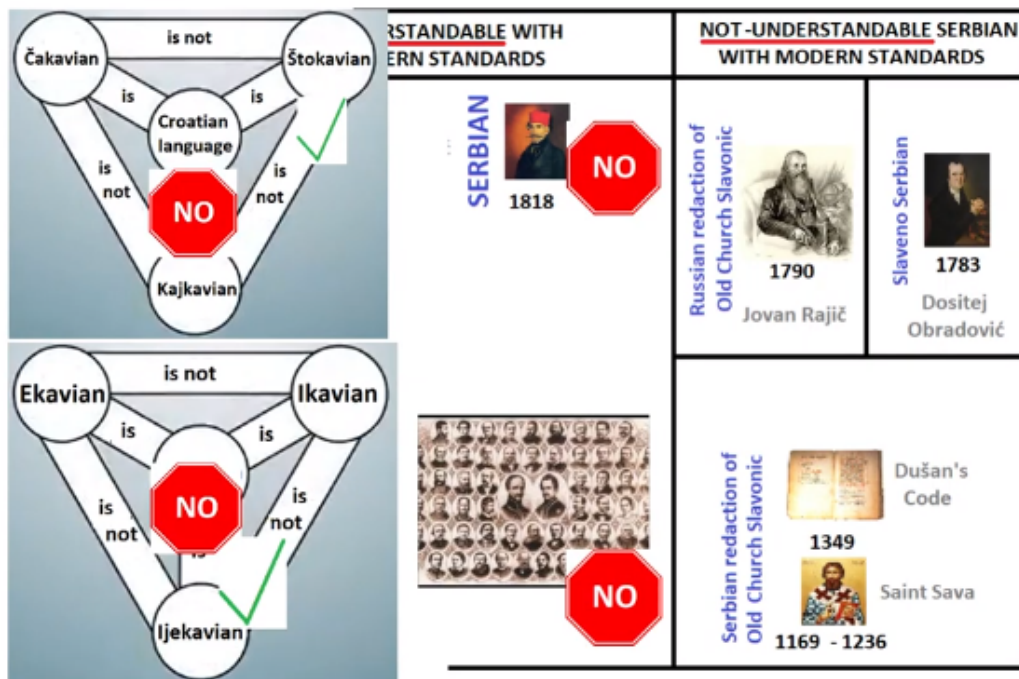 is not
Čakavian
Štokavian
is
is
Croatian
language
is
not
is
not
NO
Kajkavian
is not
Ekavian
Ikavian
is
is
is
not
is
not
NO
Ijekavian
WITH
STANDARDS
SERBIAN
1818
NO
NO
NOT -UNDERSTANDABLE SERBIAN
WITH MODERN STANDARDS
Russian redaction of
Old Church Slavonic
1790
Jovan Rajič
Slaveno Serbian
1783
Dositej
Obradović
Serbian redaction of
Old Church Slavonic
Dušan's
Code
1349
Saint Sava
1169 - 1236